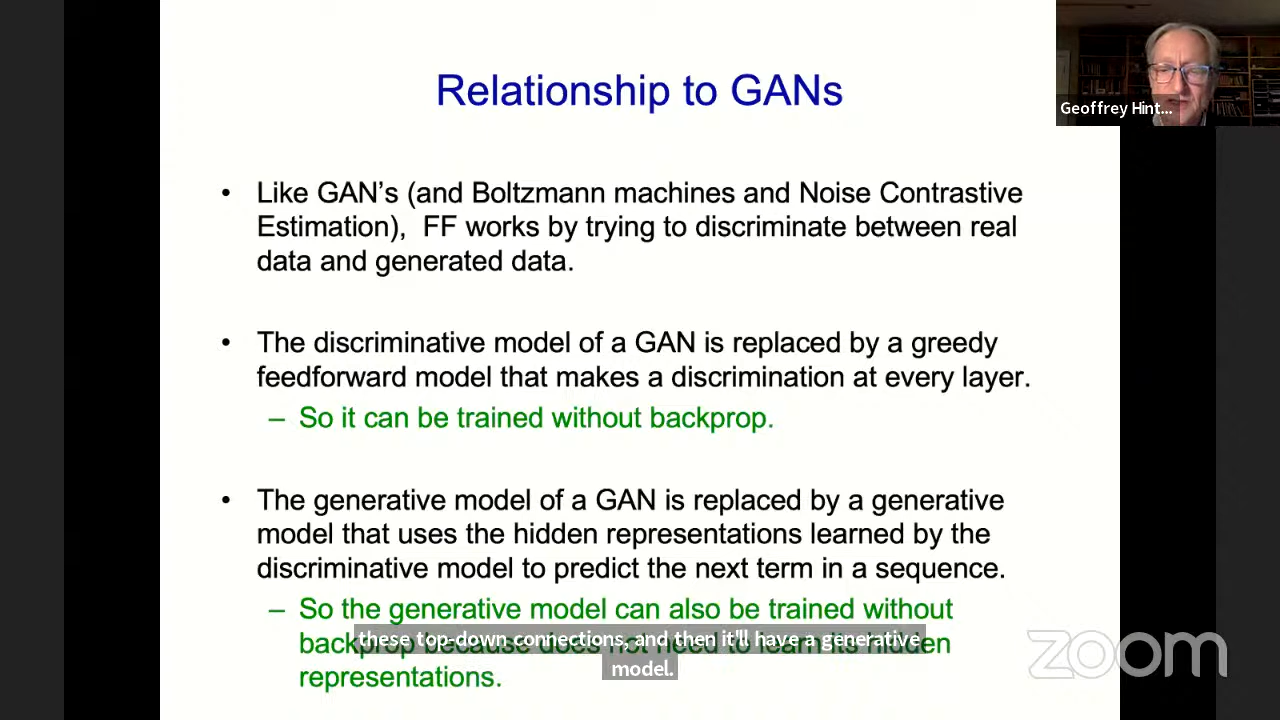 Relationship to GANs
Geoffrey Hint...
• Like GAN's (and Boltzmann machines and Noise Contrastive
Estimation), FF works by trying to discriminate between real
data and generated data.
• The discriminative model of a GAN is replaced by a greedy
feedforward model that makes a discrimination at every layer.
– So it can be trained without backprop.
• The generative model of a GAN is replaced by a generative
model that uses the hidden representations learned by the
discriminative model to predict the next term in a sequence.
– So the generative model can also be trained without
backprop because does not need to learn its hidden
representations.
these top-down connections, and then it'll have a generative
model.
zoom